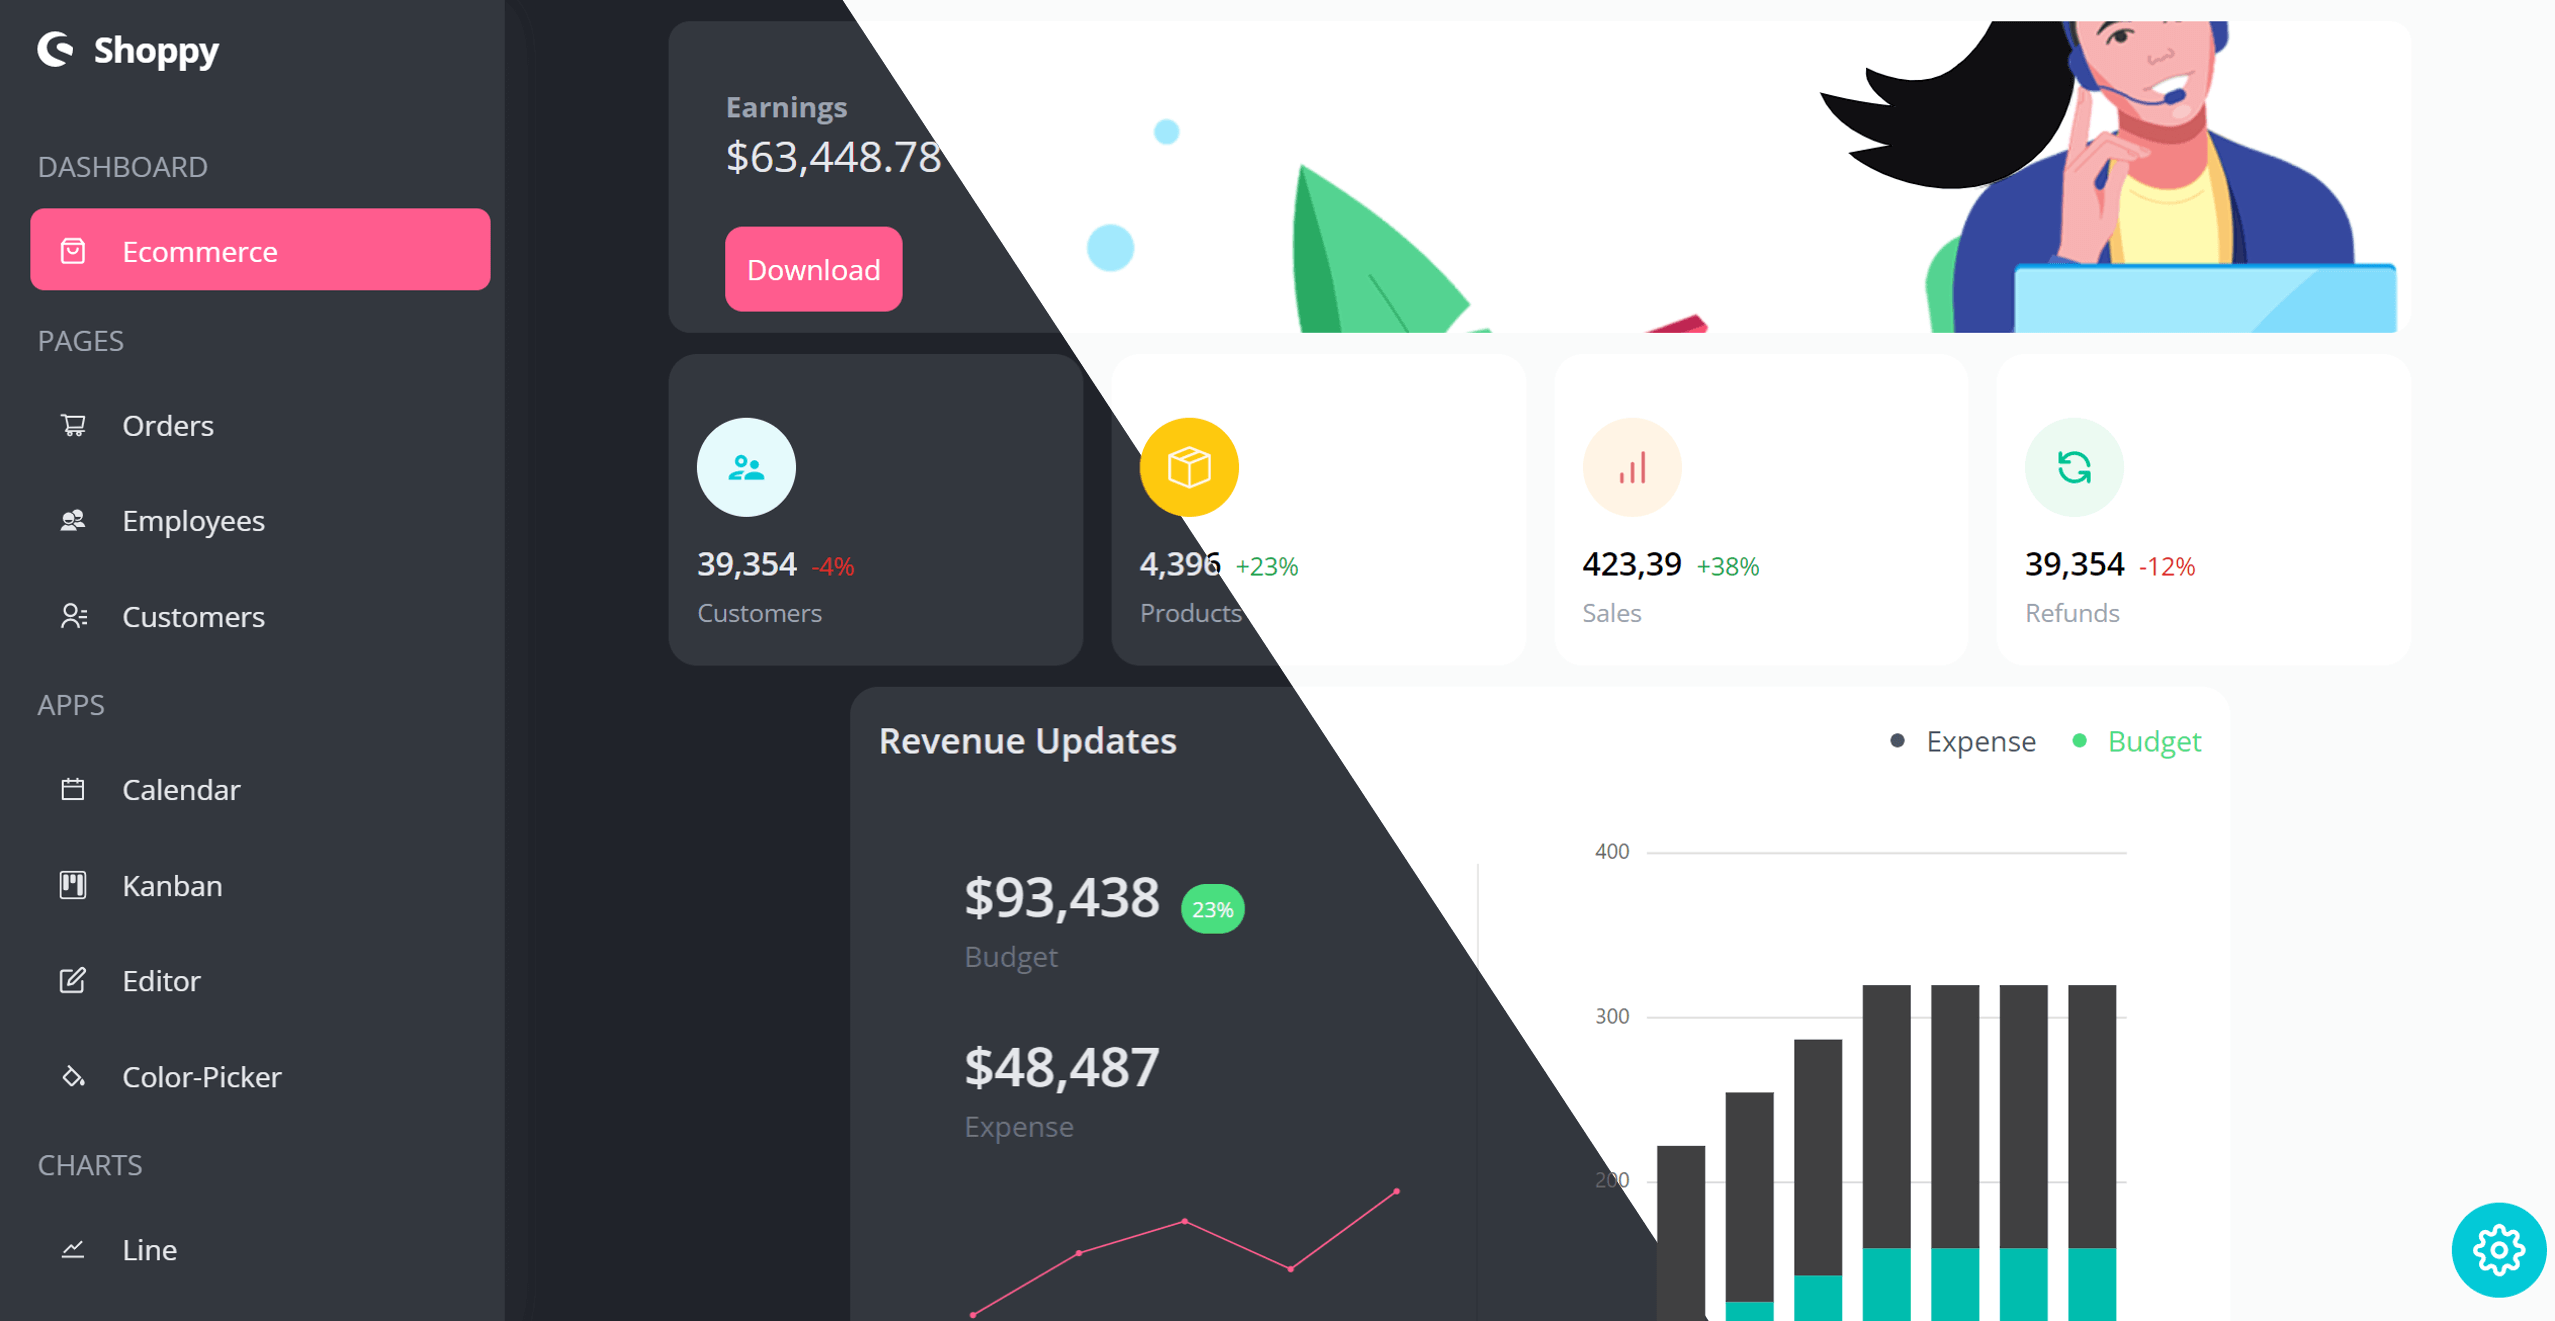 Shoppy
DASHBOARD
Ecommerce
PAGES
Orders
Employees
Customers
APPS
Calendar
Kanban
Editor
Color-Picker
CHARTS
Line
Earnings
$63,448.78
Download
39,354 -4%
Customers
4,396 +23%
Products
423,39 +38%
Sales
39,354 -12%
Refunds
Revenue Updates
Expense
Budget
$93,438 23%
Budget
$48,487
Expense
400
300
200